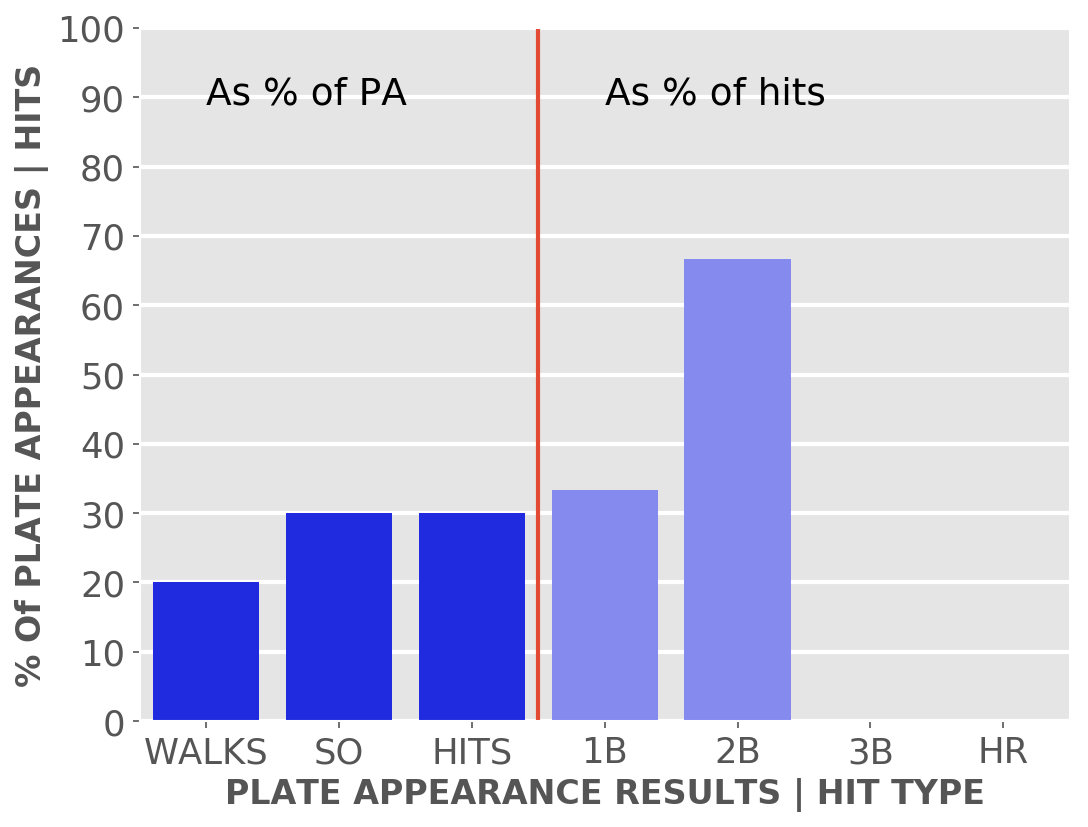 % Of PLATE APPEARANCES | HITS
100
90
80
70
60
50
40
30
20
10
0
As % of PA
As % of hits
WALKS SO HITS 1B 2B 3B HR
PLATE APPEARANCE RESULTS | HIT TYPE